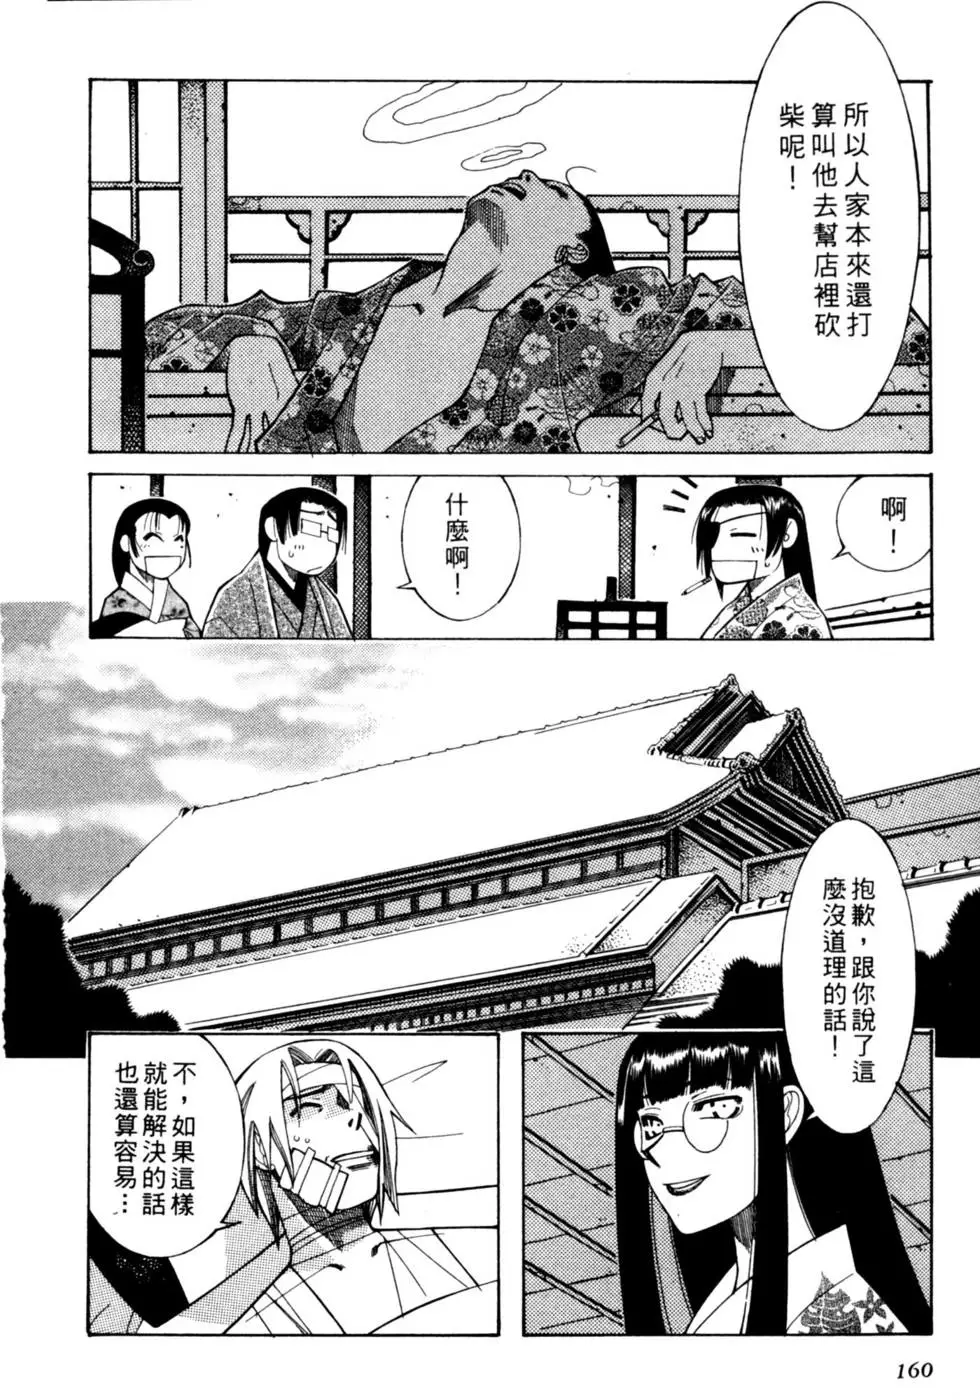 所以人家本來還打
算叫他去幫店裡砍
柴呢！
啊！
什麼啊！
抱歉，跟你說了這
麼沒道理的話！
不，如果這樣
就能解決的話
也還算容易…
160